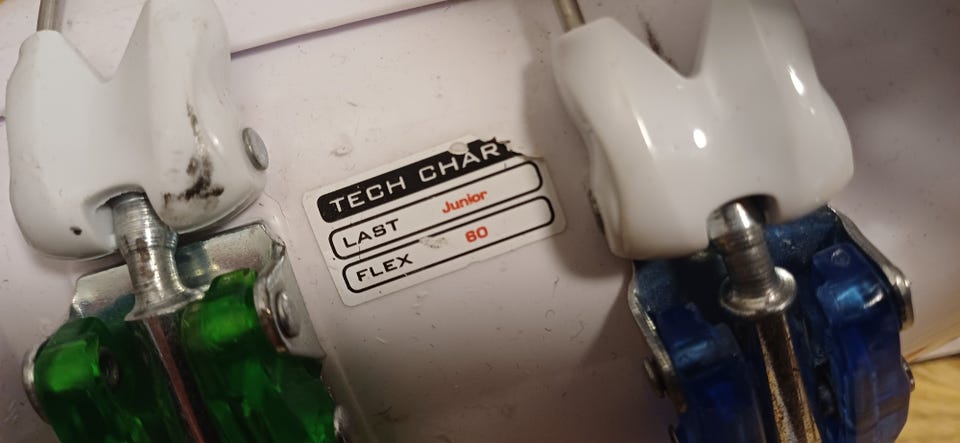 TECH CHART
LAST Junior
FLEX 60